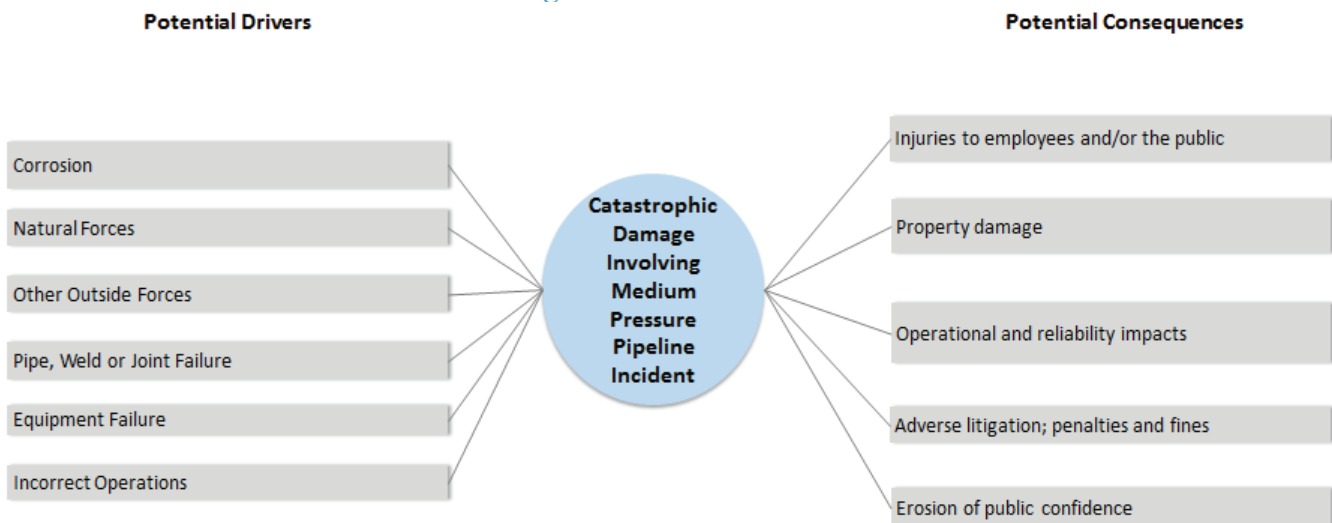 Potential Drivers
Potential Consequences
Corrosion
Natural Forces
Other Outside Forces
Pipe, Weld or Joint Failure
Equipment Failure
Incorrect Operations
Catastrophic
Damage
Involving
Medium
Pressure
Pipeline
Incident
Injuries to employees and/or the public
Property damage
Operational and reliability impacts
Adverse litigation; penalties and fines
Erosion of public confidence